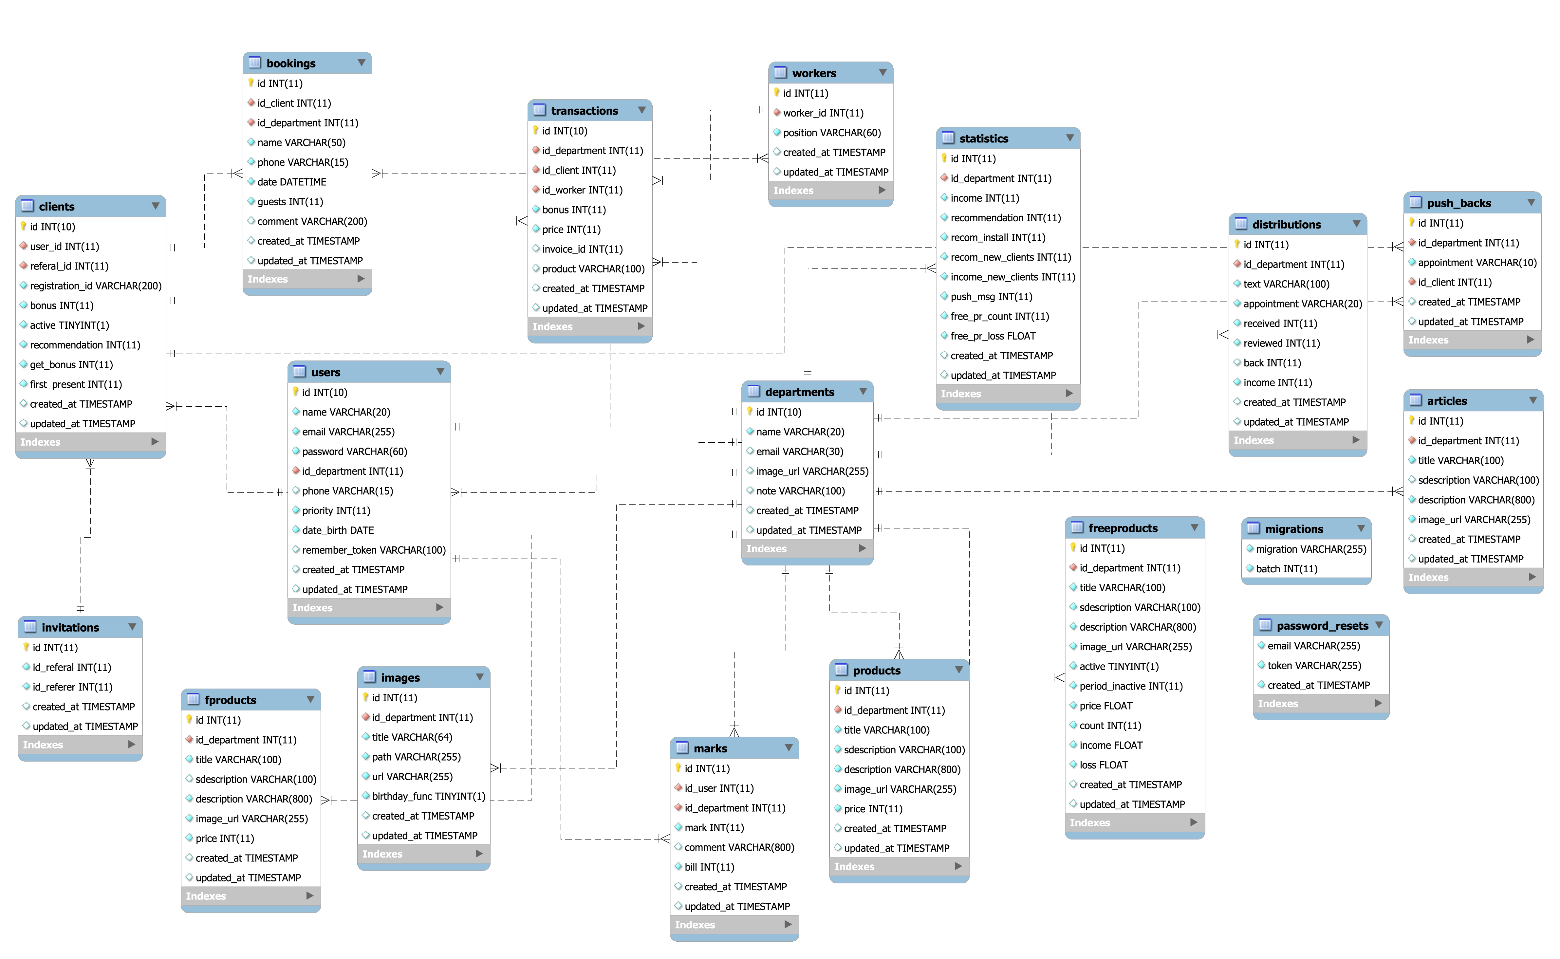 bookings
id INT(11)
id_client INT(11)
id_department INT(11)
name VARCHAR(50)
phone VARCHAR(15)
date DATETIME
guests INT(11)
comment VARCHAR(200)
created_at TIMESTAMP
updated_at TIMESTAMP
Indexes
transactions
id INT(10)
id_department INT(11)
id_client INT(11)
id_worker INT(11)
bonus INT(11)
price INT(11)
invoice_id INT(11)
product VARCHAR(100)
created_at TIMESTAMP
updated_at TIMESTAMP
Indexes
workers
id INT(11)
worker_id INT(11)
position VARCHAR(60)
created_at TIMESTAMP
updated_at TIMESTAMP
Indexes
statistics
id INT(11)
id_department INT(11)
income INT(11)
recommendation INT(11)
recom_install INT(11)
recom_new_clients INT(11)
income_new_clients INT(11)
push_msg INT(11)
free_pr_count INT(11)
free_pr_loss FLOAT
created_at TIMESTAMP
updated_at TIMESTAMP
Indexes
clients
id INT(10)
user_id INT(11)
referal_id INT(11)
registration_id VARCHAR(200)
bonus INT(11)
active TINYINT(1)
recommendation INT(11)
get_bonus INT(11)
first_present INT(11)
created_at TIMESTAMP
updated_at TIMESTAMP
Indexes
distributions
id INT(11)
id_department INT(11)
text VARCHAR(100)
appointment VARCHAR(20)
received INT(11)
reviewed INT(11)
back INT(11)
income INT(11)
created_at TIMESTAMP
updated_at TIMESTAMP
Indexes
push_backs
id INT(11)
id_department INT(11)
appointment VARCHAR(10)
id_client INT(11)
created_at TIMESTAMP
updated_at TIMESTAMP
Indexes
users
id INT(10)
name VARCHAR(20)
email VARCHAR(255)
password VARCHAR(60)
id_department INT(11)
phone VARCHAR(15)
priority INT(11)
date_birth DATE
remember_token VARCHAR(100)
created_at TIMESTAMP
updated_at TIMESTAMP
Indexes
departments
id INT(10)
name VARCHAR(20)
email VARCHAR(30)
image_url VARCHAR(255)
note VARCHAR(100)
created_at TIMESTAMP
updated_at TIMESTAMP
Indexes
articles
id INT(11)
id_department INT(11)
title VARCHAR(100)
sdescription VARCHAR(100)
description VARCHAR(800)
image_url VARCHAR(255)
created_at TIMESTAMP
updated_at TIMESTAMP
Indexes
freeproducts
id INT(11)
id_department INT(11)
title VARCHAR(100)
sdescription VARCHAR(100)
description VARCHAR(800)
image_url VARCHAR(255)
active TINYINT(1)
period_inactive INT(11)
price FLOAT
count INT(11)
income FLOAT
loss FLOAT
created_at TIMESTAMP
updated_at TIMESTAMP
Indexes
migrations
migration VARCHAR(255)
batch INT(11)
password_resets
email VARCHAR(255)
token VARCHAR(255)
created_at TIMESTAMP
Indexes
invitations
id INT(11)
id_referal INT(11)
id_referer INT(11)
created_at TIMESTAMP
updated_at TIMESTAMP
Indexes
fproducts
id INT(11)
id_department INT(11)
title VARCHAR(100)
sdescription VARCHAR(100)
description VARCHAR(800)
image_url VARCHAR(255)
price INT(11)
created_at TIMESTAMP
updated_at TIMESTAMP
Indexes
images
id INT(11)
id_department INT(11)
title VARCHAR(64)
path VARCHAR(255)
url VARCHAR(255)
birthday_func TINYINT(1)
created_at TIMESTAMP
updated_at TIMESTAMP
Indexes
marks
id INT(11)
id_user INT(11)
id_department INT(11)
mark INT(11)
comment VARCHAR(800)
bill INT(11)
created_at TIMESTAMP
updated_at TIMESTAMP
Indexes
products
id INT(11)
id_department INT(11)
title VARCHAR(100)
sdescription VARCHAR(100)
description VARCHAR(800)
image_url VARCHAR(255)
price INT(11)
created_at TIMESTAMP
updated_at TIMESTAMP
Indexes